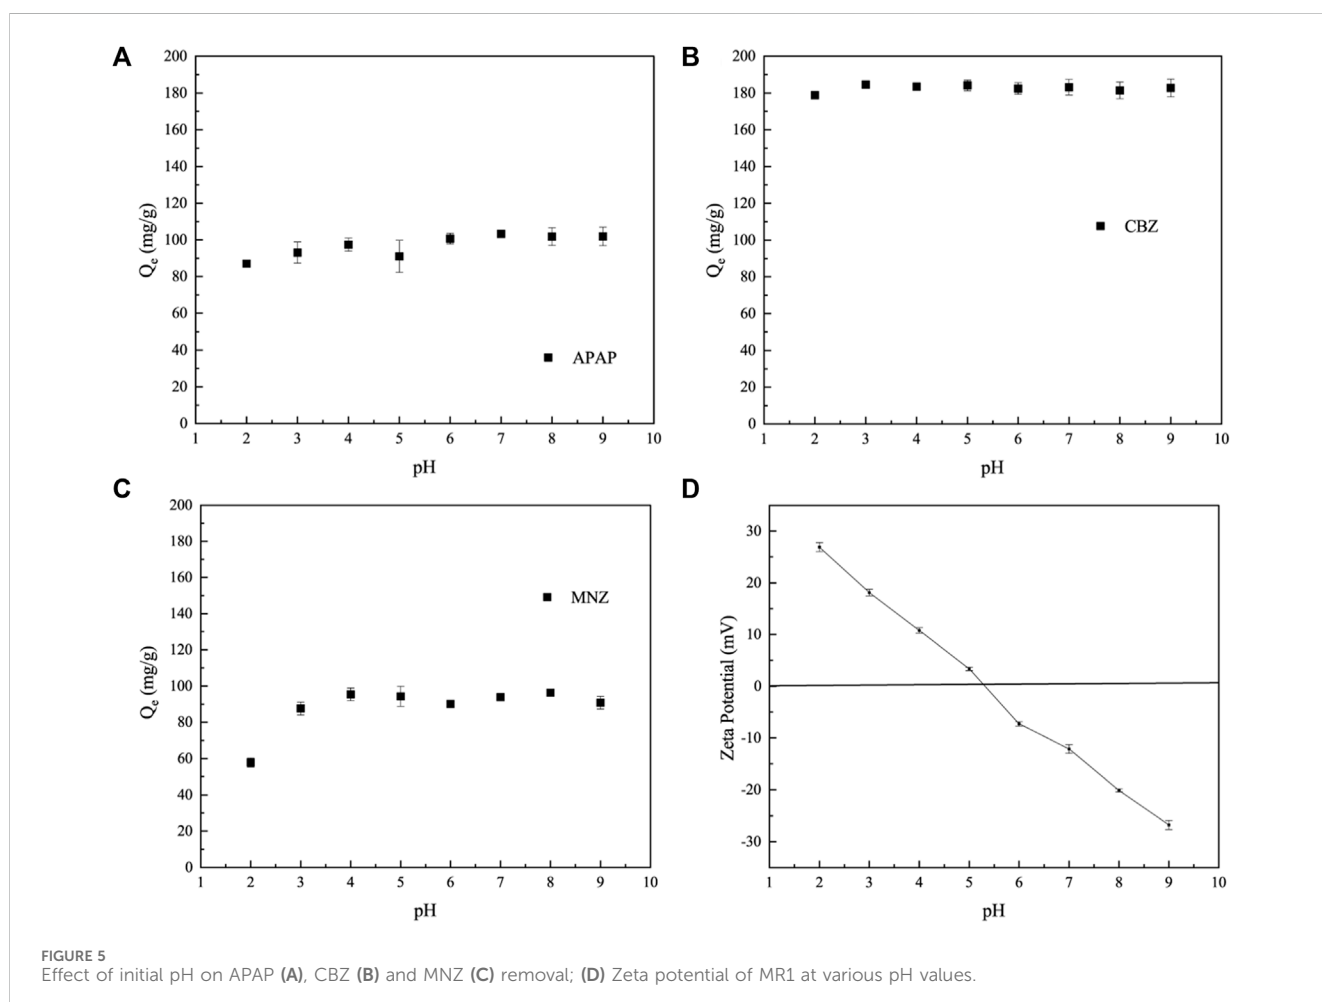 A
200
180
160
140
120
100
80
60
40
20
0
Qe (mg/g)
APAP
1 2 3 4 5 6 7 8 9 10
pH
B
200
180
160
140
120
100
80
60
40
20
0
Qe (mg/g)
CBZ
1 2 3 4 5 6 7 8 9 10
pH
C
200
180
160
140
120
100
80
60
40
20
0
Qe (mg/g)
MNZ
1 2 3 4 5 6 7 8 9 10
pH
D
30
20
10
0
-10
-20
-30
Zeta Potential (mV)
1 2 3 4 5 6 7 8 9 10
pH
FIGURE 5
Effect of initial pH on APAP (A), CBZ (B) and MNZ (C) removal; (D) Zeta potential of MR1 at various pH values.